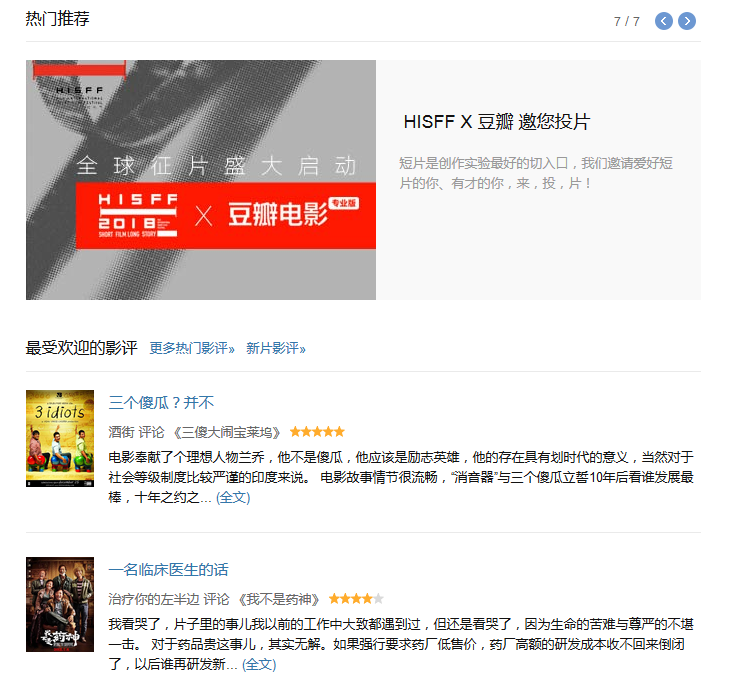 热门推荐
7 / 7
HISFF
全球征片盛大启动
HISFF
2018
SHORT FILM LONG STORY
X
豆瓣电影
专业版
HISFF X 豆瓣 邀您投片
短片是创作实验最好的切入口，我们邀请爱好短
片的你、有才的你，来，投，片！
最受欢迎的影评 更多热门影评» 新片影评»
3 idiots
三个傻瓜？并不
酒街 评论 《三傻大闹宝莱坞》
电影奉献了个理想人物兰乔，他不是傻瓜，他应该是励志英雄，他的存在具有划时代的意义，当然对于
社会等级制度比较严谨的印度来说。 电影故事情节很流畅，“消音器”与三个傻瓜立誓10年后看谁发展最
棒，十年之约之... (全文)
我不是药神
一名临床医生的话
治疗你的左半边 评论 《我不是药神》
我看哭了，片子里的事儿我以前的工作中大致都遇到过，但还是看哭了，因为生命的苦难与尊严的不堪
一击。 对于药品贵这事儿，其实无解。如果强行要求药厂低售价，药厂高额的研发成本收不回来倒闭
了，以后谁再研发新... (全文)